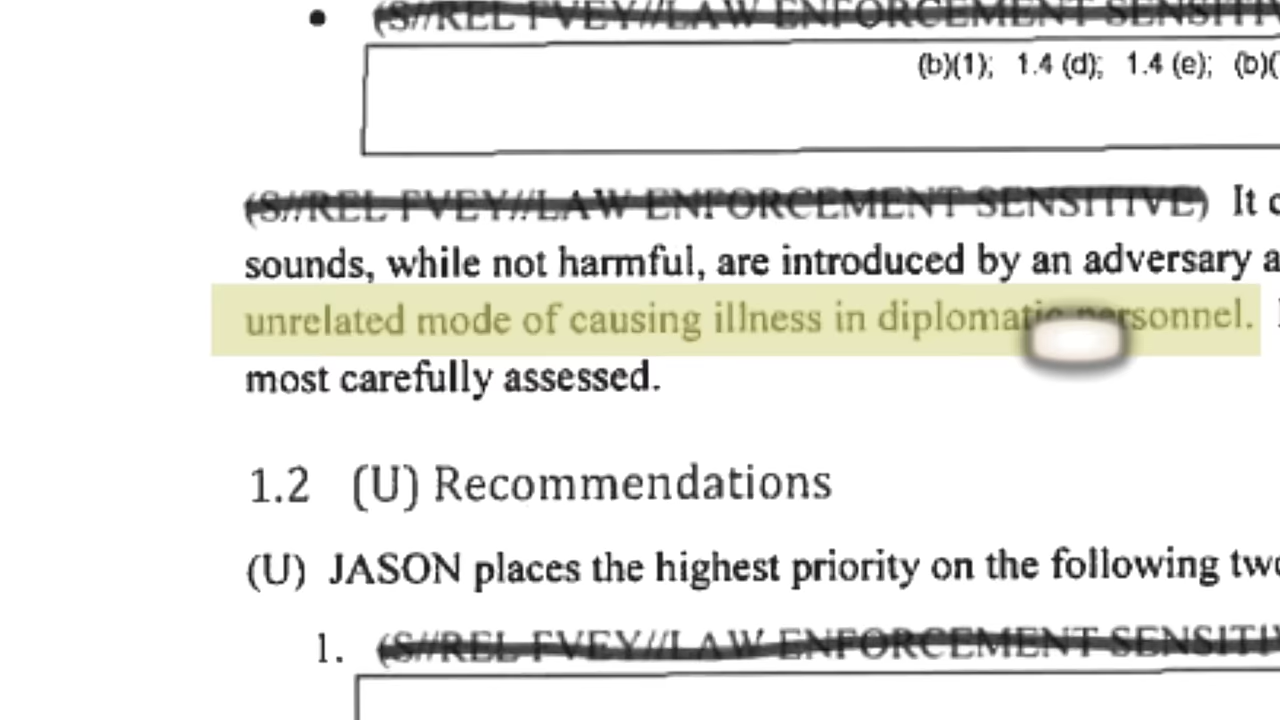 • (S//REL FVEY//LAW ENFORCEMENT SENSITIV
(b)(1); 1.4 (d); 1.4 (e); (b)(
(S//REL FVEY//LAW ENFORCEMENT SENSITIVE) It c
sounds, while not harmful, are introduced by an adversary a
unrelated mode of causing illness in diplomatic personnel.
most carefully assessed.
1.2 (U) Recommendations
(U) JASON places the highest priority on the following two
1. (S//REL FVEY//LAW ENFORCEMENT SENSITIV